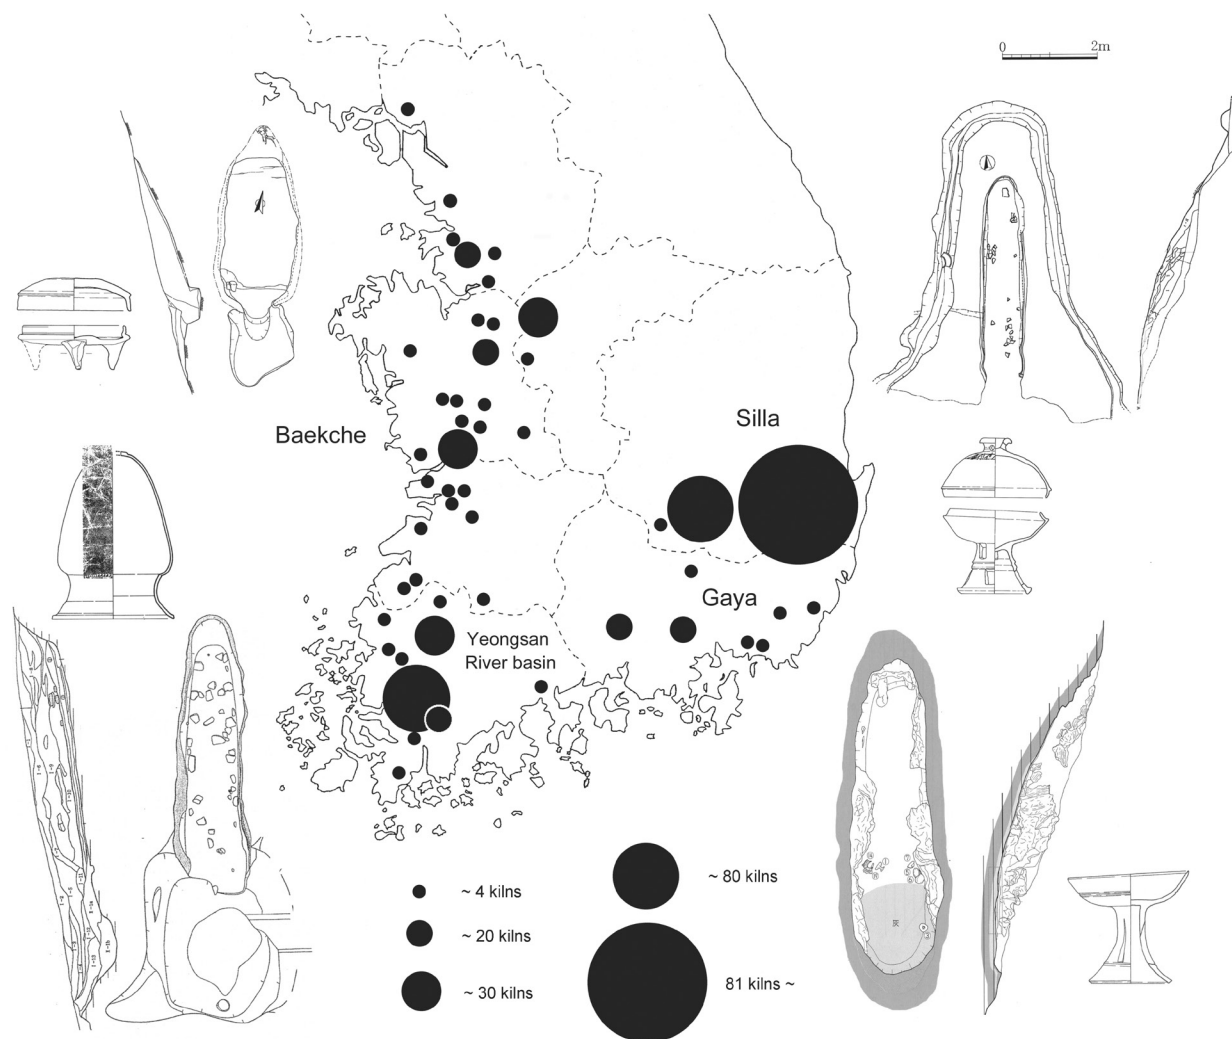 0 2m
Baekche
Silla
Gaya
Yeongsan
River basin
~ 4 kilns
~ 20 kilns
~ 30 kilns
~ 80 kilns
81 kilns ~